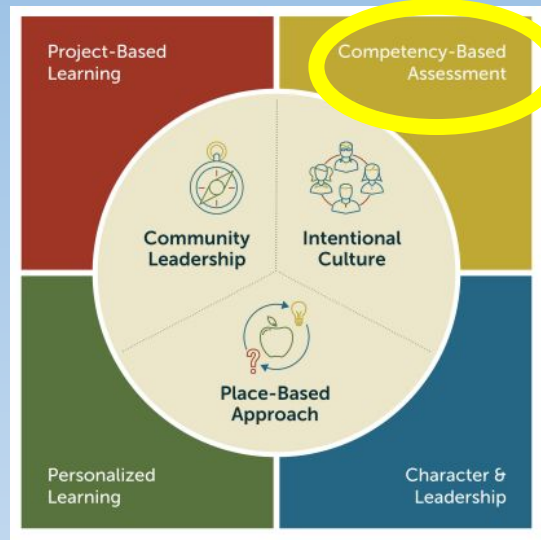 Project-Based
Learning
Competency-Based
Assessment
Community
Leadership
Intentional
Culture
?
Place-Based
Approach
Personalized
Learning
Character &
Leadership